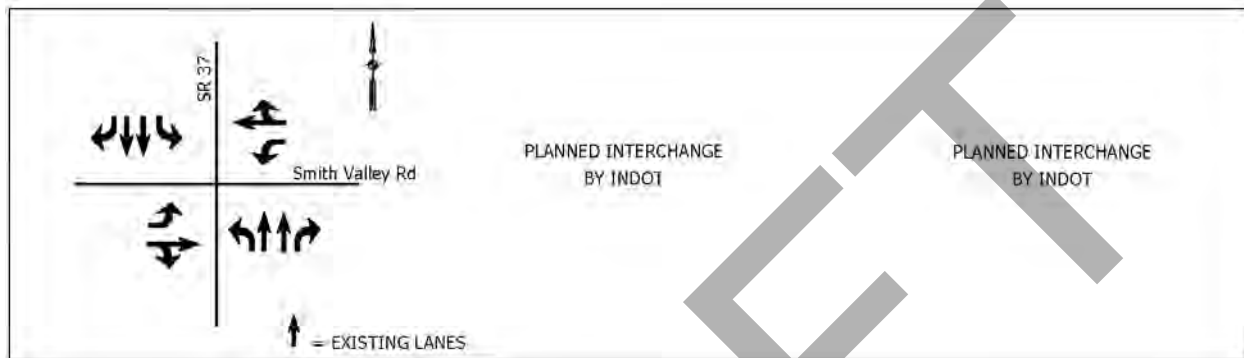 SR 37
Smith Valley Rd
= EXISTING LANES
PLANNED INTERCHANGE
BY INDOT
PLANNED INTERCHANGE
BY INDOT